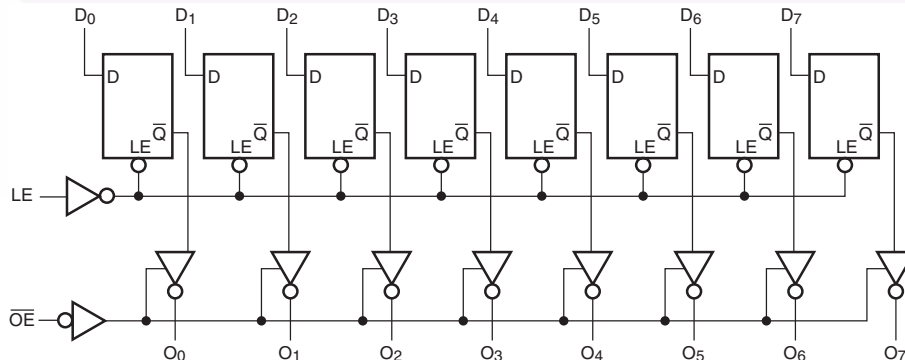 D₀ D₁ D₂ D₃ D₄ D₅ D₆ D₇
D D D D D D D D
Q̅ Q̅ Q̅ Q̅ Q̅ Q̅ Q̅ Q̅
LE LE LE LE LE LE LE LE
LE
O̅E̅
O₀ O₁ O₂ O₃ O₄ O₅ O₆ O₇